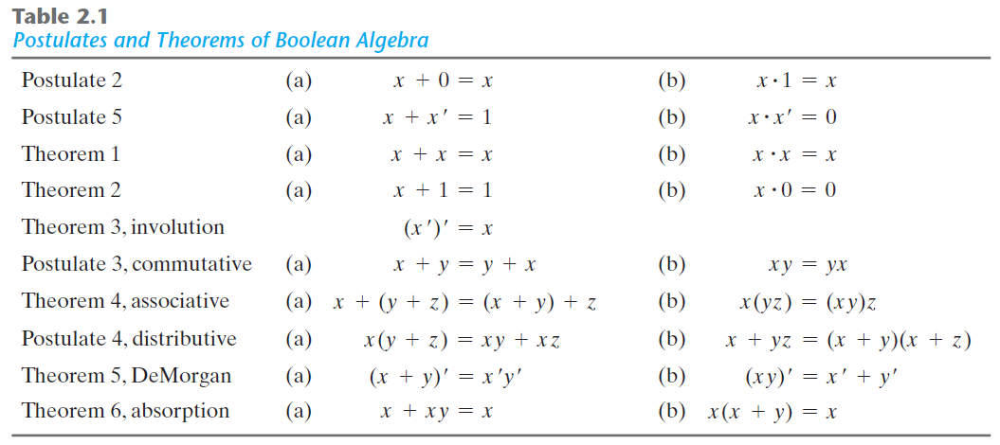 Table 2.1
Postulates and Theorems of Boolean Algebra
Postulate 2 (a) x + 0 = x (b) x · 1 = x
Postulate 5 (a) x + x′ = 1 (b) x · x′ = 0
Theorem 1 (a) x + x = x (b) x · x = x
Theorem 2 (a) x + 1 = 1 (b) x · 0 = 0
Theorem 3, involution (x′)′ = x
Postulate 3, commutative (a) x + y = y + x (b) xy = yx
Theorem 4, associative (a) x + (y + z) = (x + y) + z (b) x(yz) = (xy)z
Postulate 4, distributive (a) x(y + z) = xy + xz (b) x + yz = (x + y)(x + z)
Theorem 5, DeMorgan (a) (x + y)′ = x′y′ (b) (xy)′ = x′ + y′
Theorem 6, absorption (a) x + xy = x (b) x(x + y) = x